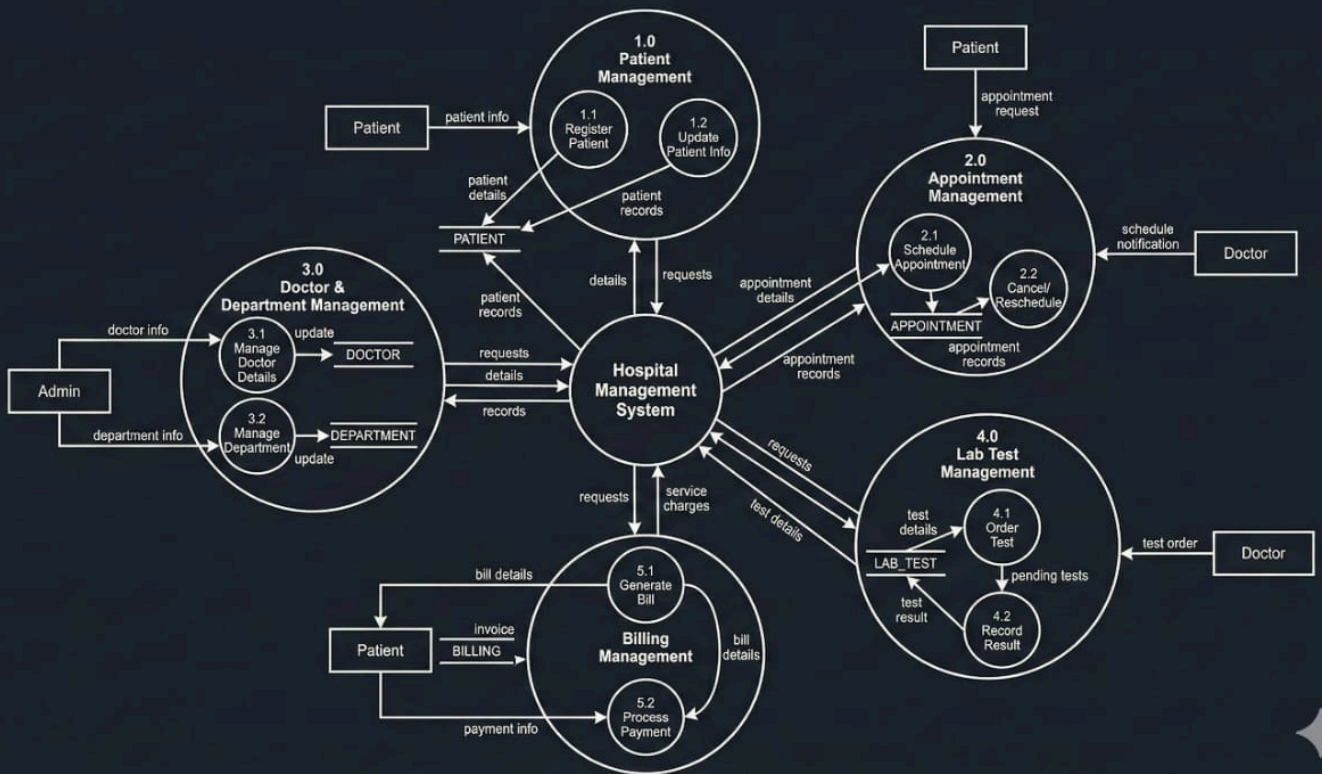 1.0
Patient
Management
1.1
Register
Patient
1.2
Update
Patient Info
Patient
patient info
patient
details
patient
records
PATIENT
Patient
appointment
request
2.0
Appointment
Management
2.1
Schedule
Appointment
2.2
Cancel/
Reschedule
APPOINTMENT
appointment
records
schedule
notification
Doctor
3.0
Doctor &
Department Management
doctor info
3.1
Manage
Doctor
Details
update
DOCTOR
Admin
department info
3.2
Manage
Department
update
DEPARTMENT
patient
records
details
requests
appointment
details
appointment
records
requests
details
records
Hospital
Management
System
requests
service
charges
requests
test details
4.0
Lab Test
Management
test
details
4.1
Order
Test
LAB_TEST
pending tests
test
result
4.2
Record
Result
test order
Doctor
bill details
5.1
Generate
Bill
Patient
invoice
BILLING
Billing
Management
bill
details
5.2
Process
Payment
payment info